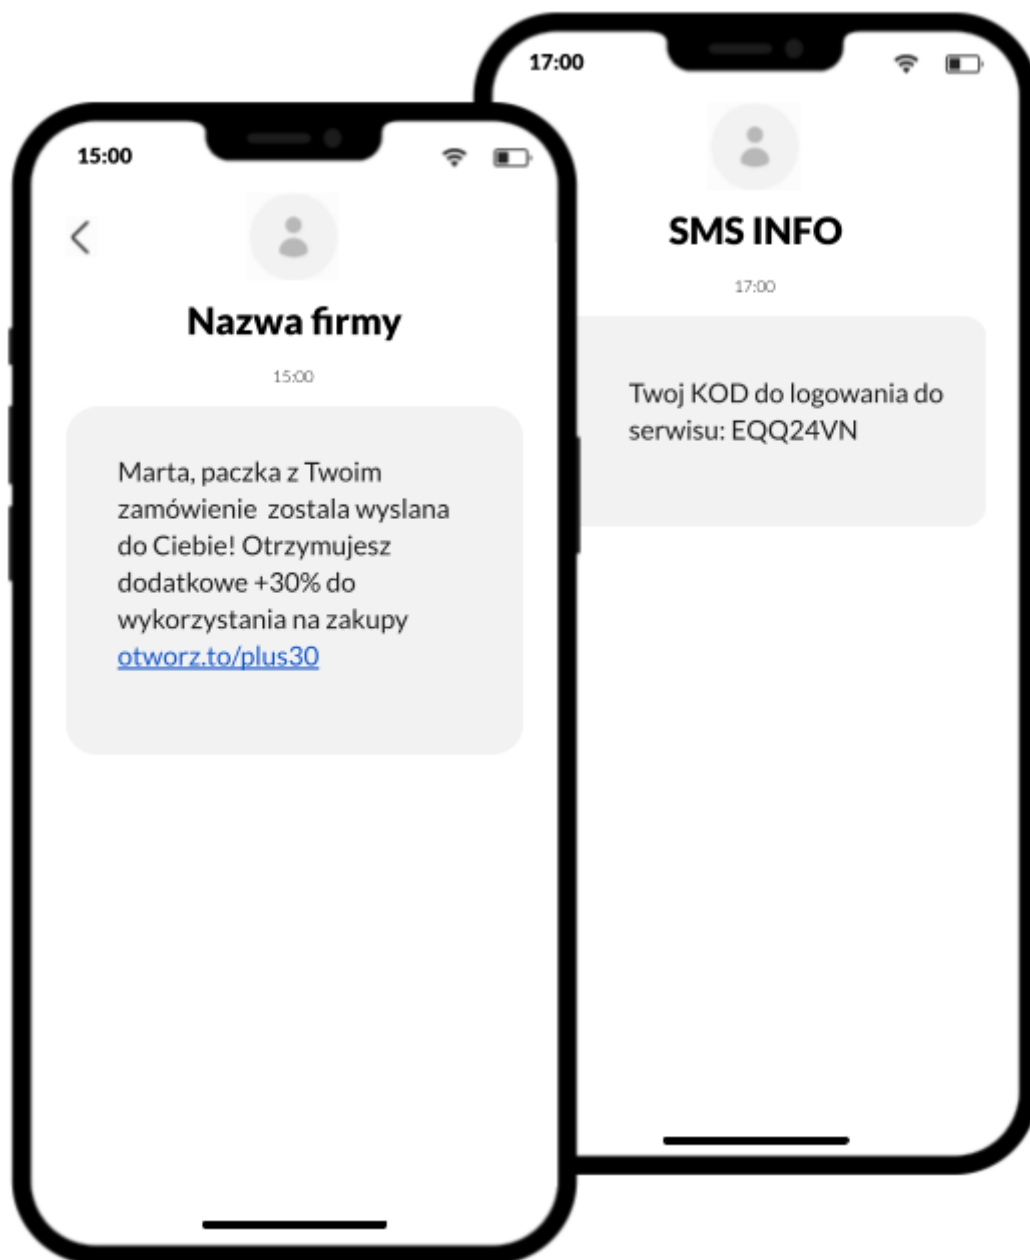 15:00
Nazwa firmy
15:00
Marta, paczka z Twoim
zamówienie zostala wyslana
do Ciebie! Otrzymujesz
dodatkowe +30% do
wykorzystania na zakupy
otworz.to/plus30
17:00
SMS INFO
17:00
Twoj KOD do logowania do
serwisu: EQQ24VN